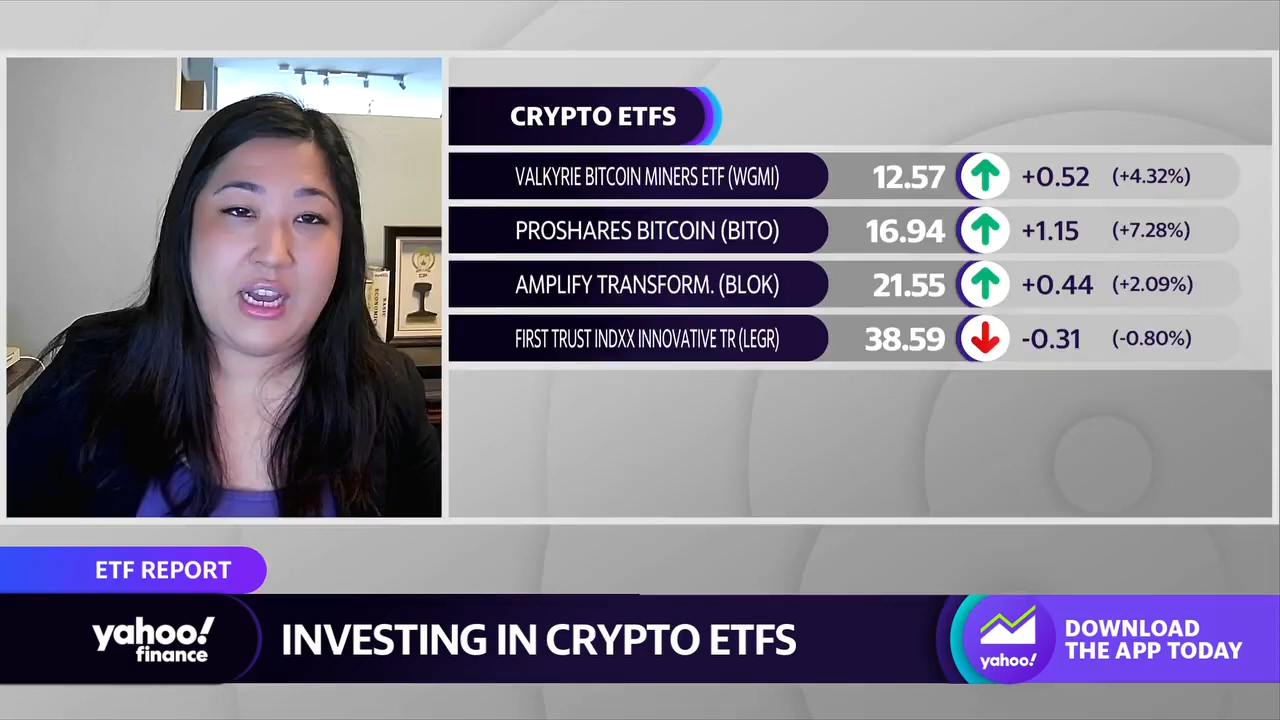 CRYPTO ETFS
VALKYRIE BITCOIN MINERS ETF (WGMI) 12.57 +0.52 (+4.32%)
PROSHARES BITCOIN (BITO) 16.94 +1.15 (+7.28%)
AMPLIFY TRANSFORM. (BLOK) 21.55 +0.44 (+2.09%)
FIRST TRUST INDXX INNOVATIVE TR (LEGR) 38.59 -0.31 (-0.80%)
BASIC
ECONOMIC
ETF REPORT
yahoo!
finance
INVESTING IN CRYPTO ETFS
yahoo!
DOWNLOAD
THE APP TODAY